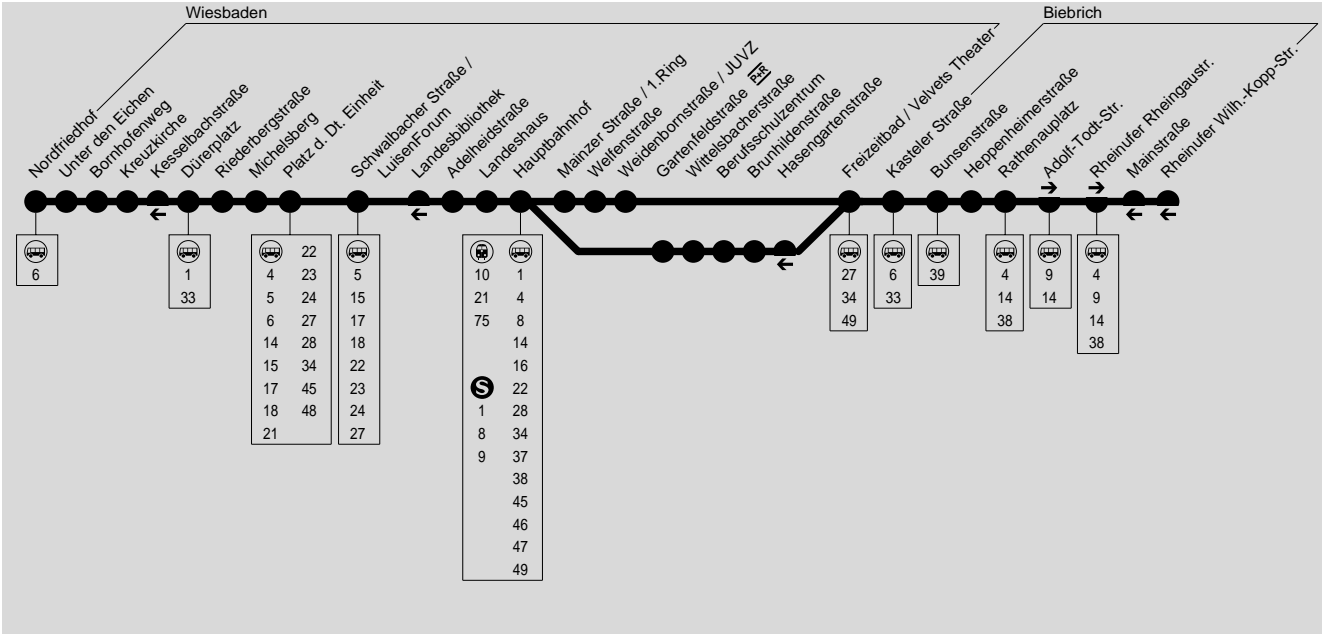 Wiesbaden
Biebrich
Nordfriedhof
Unter den Eichen
Bornhofenweg
Kreuzkirche
Kesselbachstraße
Dürerplatz
Riederbergstraße
Michelsberg
Platz d. Dt. Einheit
Schwalbacher Straße /
LuisenForum
Landesbibliothek
Adelheidstraße
Landeshaus
Hauptbahnhof
Mainzer Straße / 1.Ring
Welfenstraße
Weidenbornstraße / JUVZ
Gartenfeldstraße P+R
Wittelsbacherstraße
Berufsschulzentrum
Brunhildenstraße
Hasengartenstraße
Freizeitbad / Velvets Theater
Kasteler Straße
Bunsenstraße
Heppenheimerstraße
Rathenauplatz
Adolf-Todt-Str.
Rheinufer Rheingaustr.
Mainstraße
Rheinufer Wilh.-Kopp-Str.
6
1
33
4
5
6
14
15
17
18
21
22
23
24
27
28
34
45
48
5
15
17
18
22
23
24
27
10
21
75
S
1
8
9
1
4
8
14
16
22
28
34
37
38
45
46
47
49
27
34
49
6
33
39
4
14
38
9
14
4
9
14
38